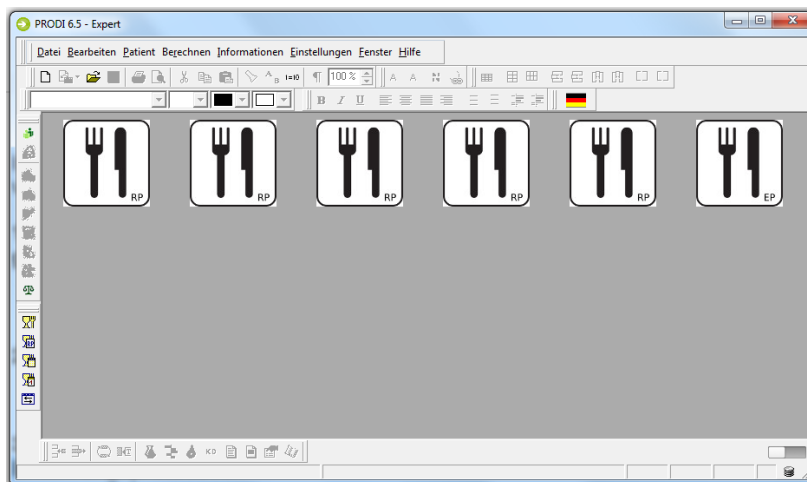 PRODI 6.5 - Expert
Datei Bearbeiten Patient Berechnen Informationen Einstellungen Fenster Hilfe
100 %
B I U
RP RP RP RP RP EP
KD